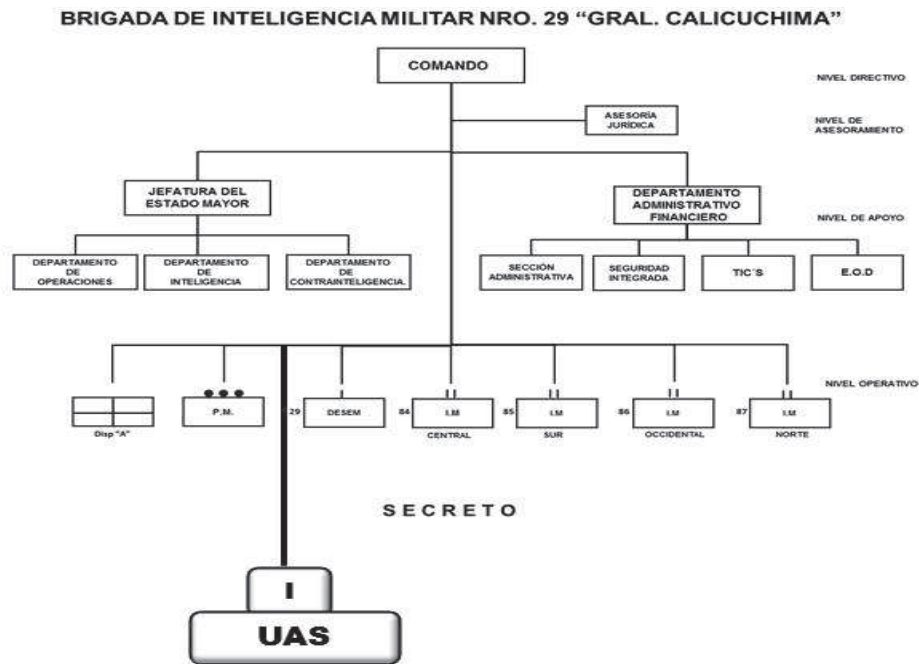 BRIGADA DE INTELIGENCIA MILITAR NRO. 29 “GRAL. CALICUCHIMA”
COMANDO
NIVEL DIRECTIVO
ASESORÍA
JURÍDICA
NIVEL DE
ASESORAMIENTO
JEFATURA DEL
ESTADO MAYOR
DEPARTAMENTO
ADMINISTRATIVO
FINANCIERO
NIVEL DE APOYO
DEPARTAMENTO
DE
OPERACIONES
DEPARTAMENTO
DE
INTELIGENCIA
DEPARTAMENTO
DE
CONTRAINTELIGENCIA.
SECCIÓN
ADMINISTRATIVA
SEGURIDAD
INTEGRADA
TIC´S
E.O.D
NIVEL OPERATIVO
Disp "A"
P.M.
29 DESEM
84 I.M
CENTRAL
85 I.M
SUR
86 I.M
OCCIDENTAL
87 I.M
NORTE
SECRETO
I
UAS